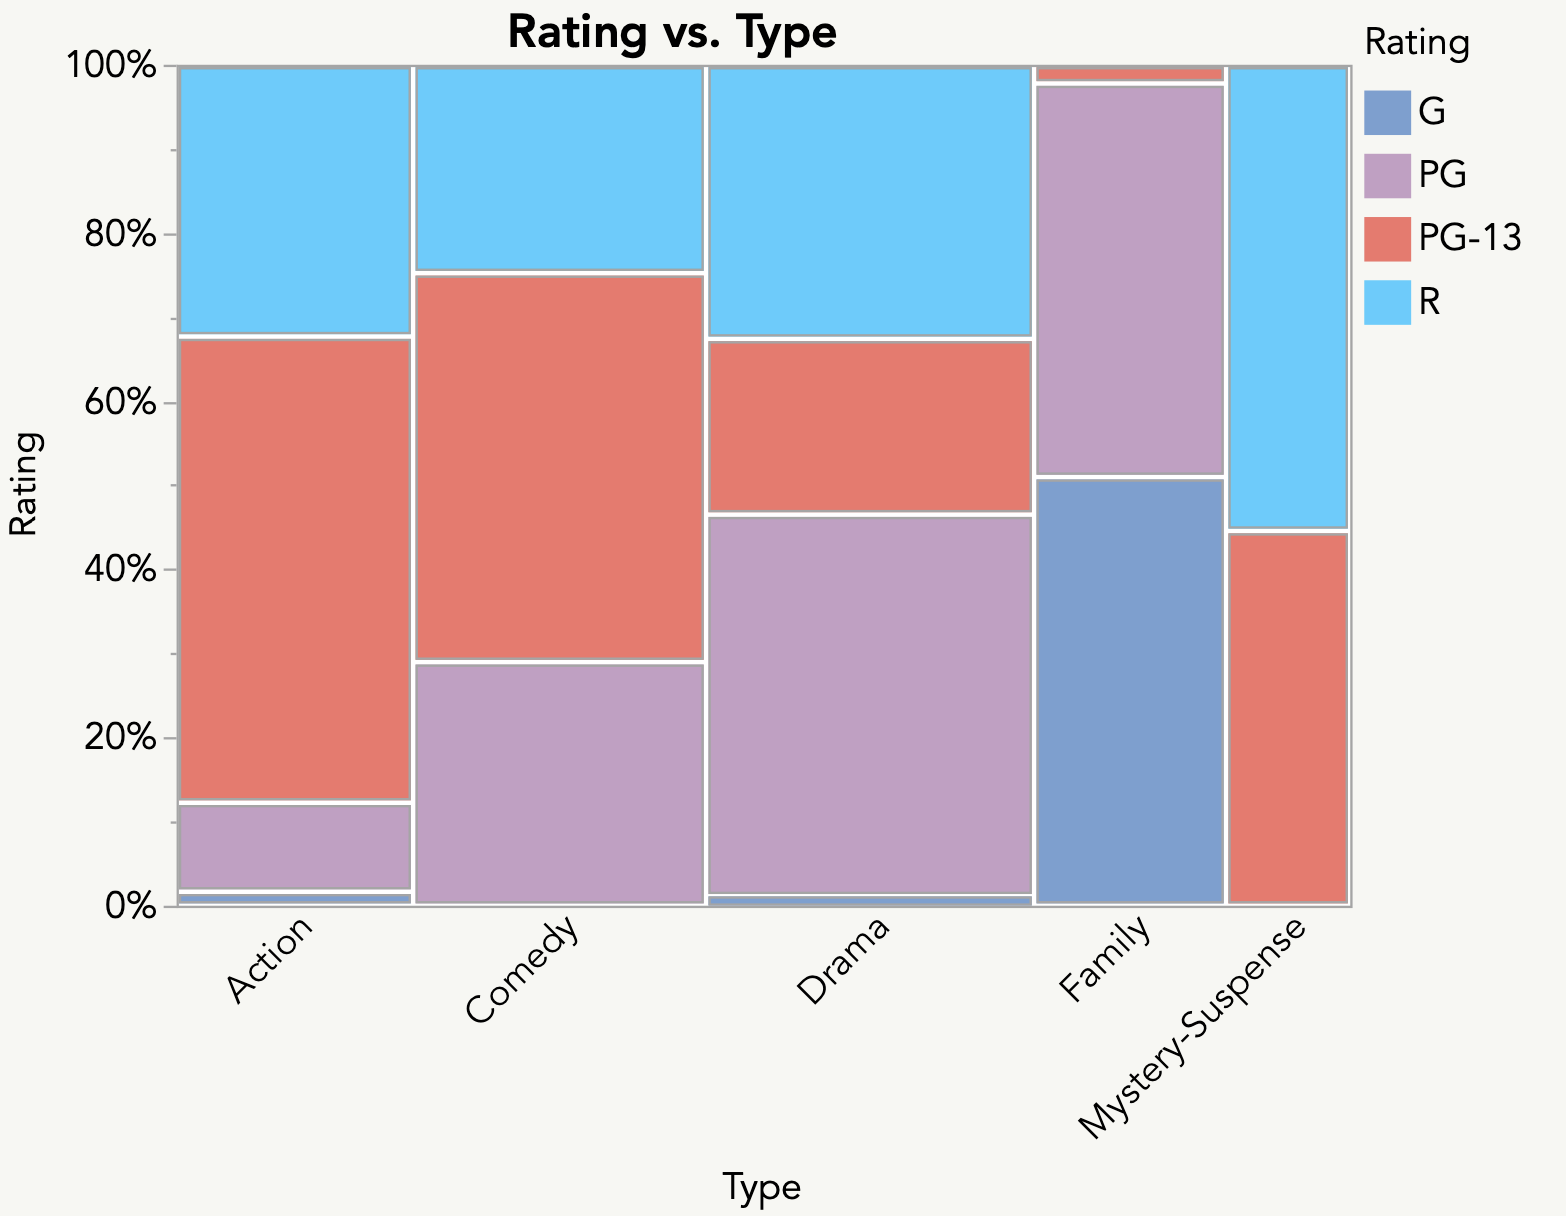 Rating vs. Type
Rating
G
PG
PG-13
R
100%
80%
60%
40%
20%
0%
Rating
Action
Comedy
Drama
Family
Mystery-Suspense
Type